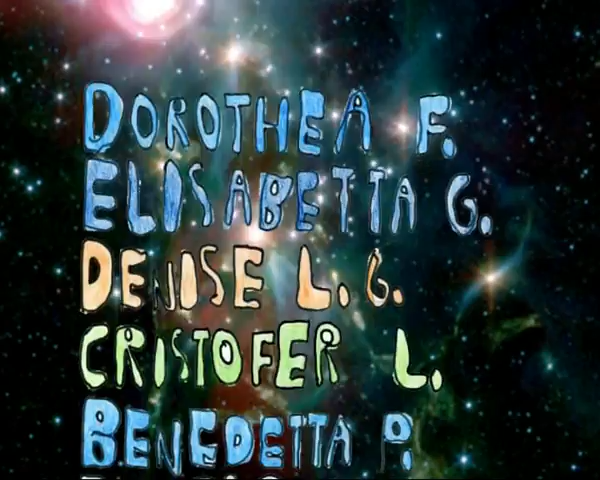 DOROTHEA F.
ELISABETTA G.
DENISE L. G.
CRISTOFER L.
BENEDETTA P.